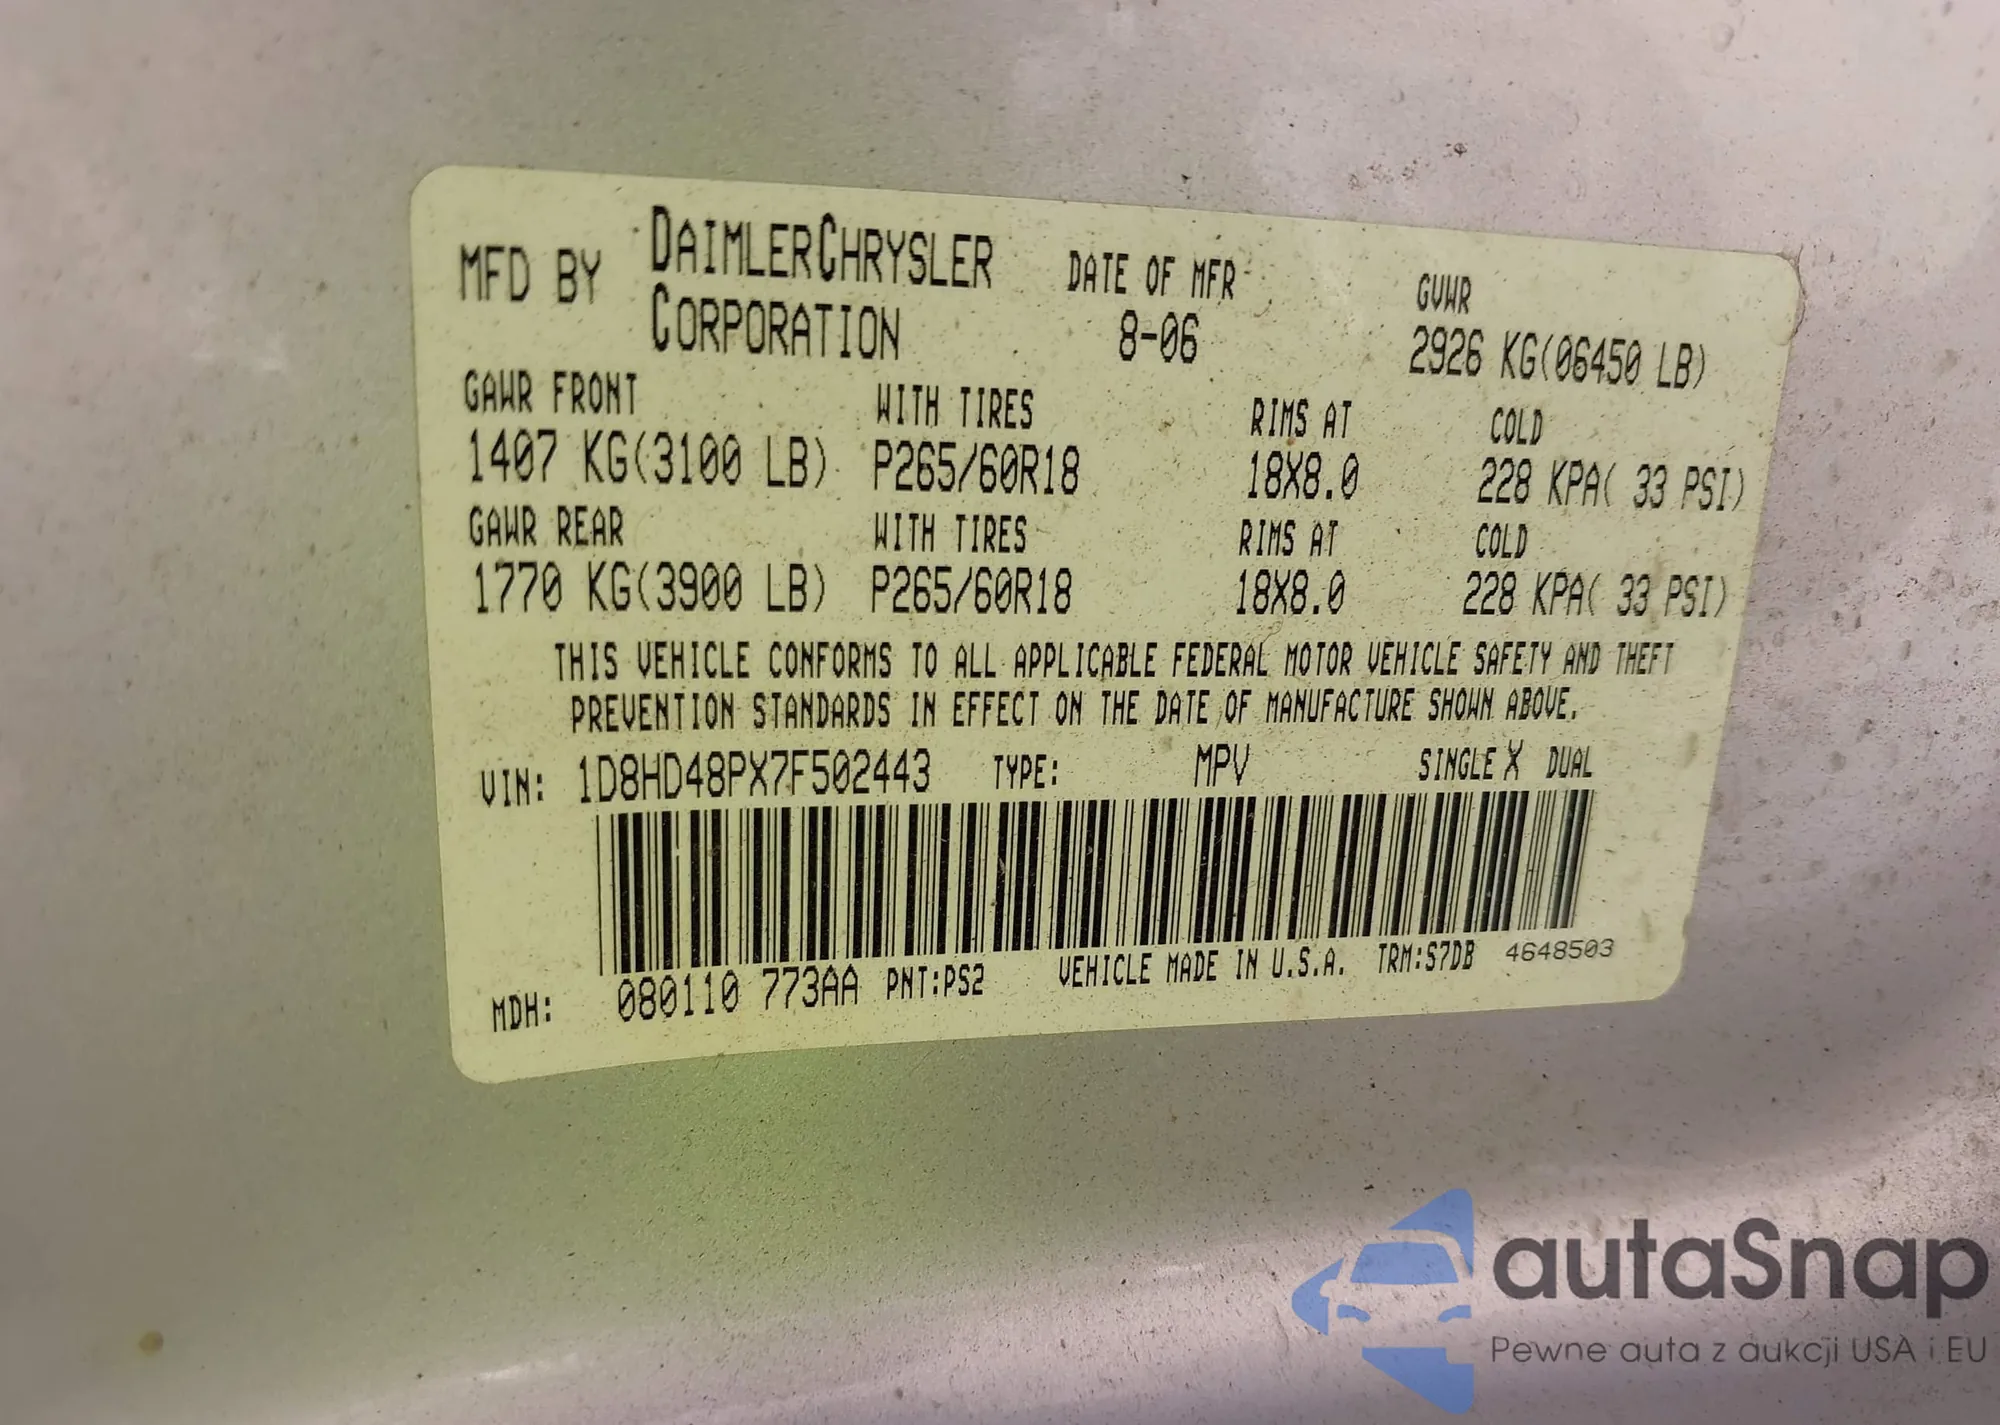 MFD BY DAIMLERCHRYSLER CORPORATION DATE OF MFR 8-06 GVWR 2926 KG(06450 LB)
GAWR FRONT WITH TIRES RIMS AT COLD
1407 KG(3100 LB) P265/60R18 18X8.0 228 KPA( 33 PSI)
GAWR REAR WITH TIRES RIMS AT COLD
1770 KG(3900 LB) P265/60R18 18X8.0 228 KPA( 33 PSI)
THIS VEHICLE CONFORMS TO ALL APPLICABLE FEDERAL MOTOR VEHICLE SAFETY AND THEFT
PREVENTION STANDARDS IN EFFECT ON THE DATE OF MANUFACTURE SHOWN ABOVE.
VIN: 1D8HD48PX7F502443 TYPE: MPV SINGLE X DUAL
MDH: 080110 773AA PNT:PS2 VEHICLE MADE IN U.S.A. TRM:S7DB 4648503
autaSnap
Pewne auta z aukcji USA i EU